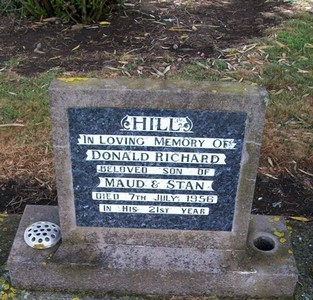 HILL
IN LOVING MEMORY OF
DONALD RICHARD
BELOVED SON OF
MAUD & STAN
DIED 7TH JULY 1956
IN HIS 21ST YEAR